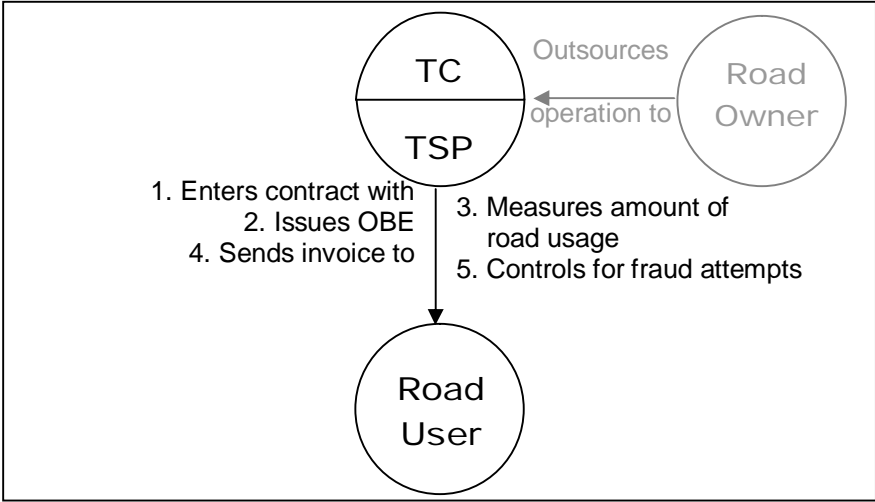 TC
TSP
Outsources
operation to
Road
Owner
1. Enters contract with
2. Issues OBE
4. Sends invoice to
3. Measures amount of
road usage
5. Controls for fraud attempts
Road
User